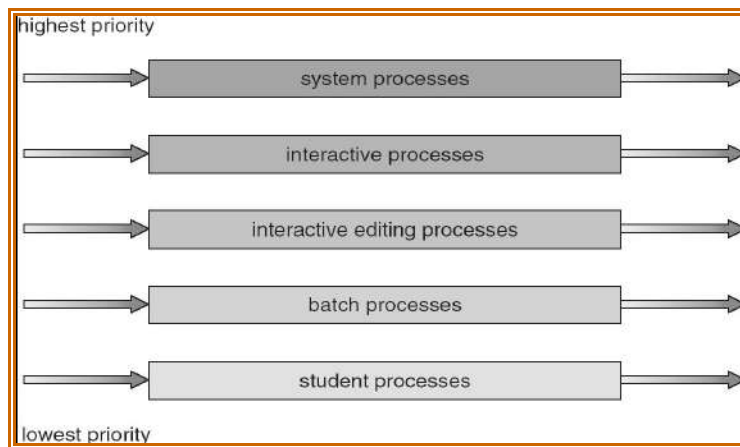 highest priority
system processes
interactive processes
interactive editing processes
batch processes
student processes
lowest priority